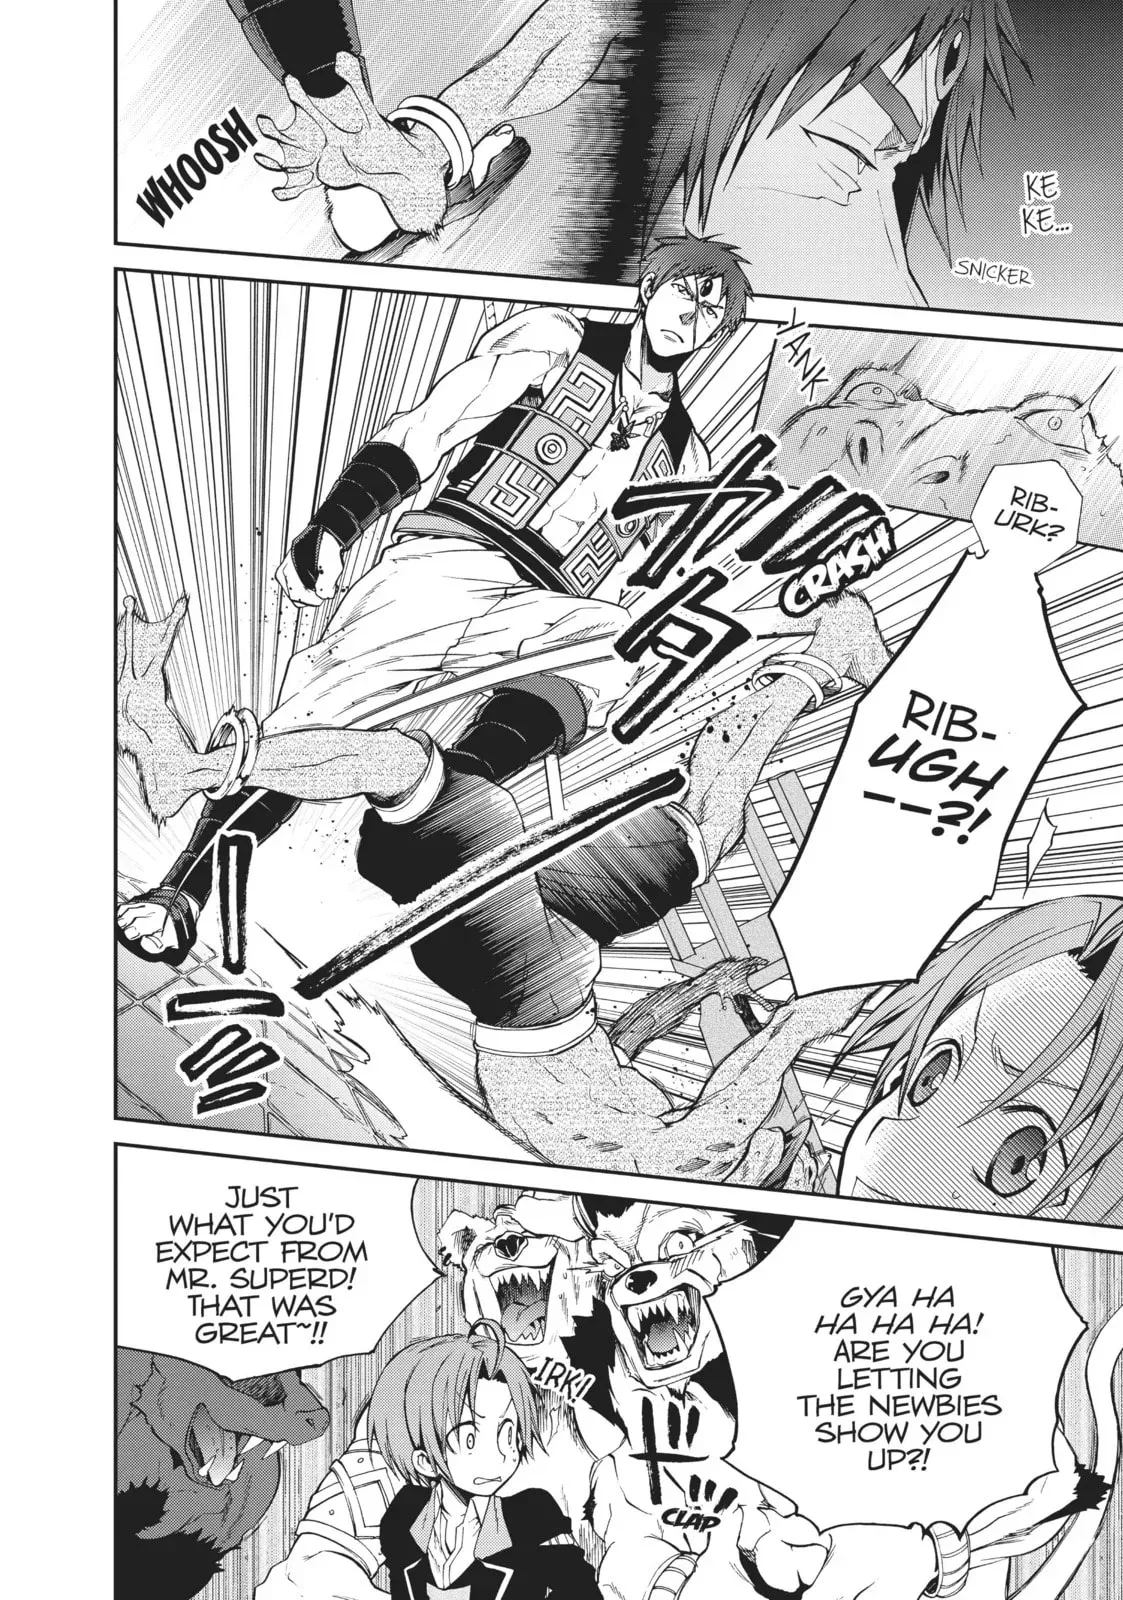 KE
KE...
SNICKER
WHOOSH
YANK
RIB-
URK?
CRASH
RIB-
UGH
--?!
GYA HA
HA HA HA!
ARE YOU
LETTING
THE NEWBIES
SHOW YOU
UP?!
IRK!
CLAP
JUST
WHAT YOU'D
EXPECT FROM
MR. SUPERD!
THAT WAS
GREAT~!!